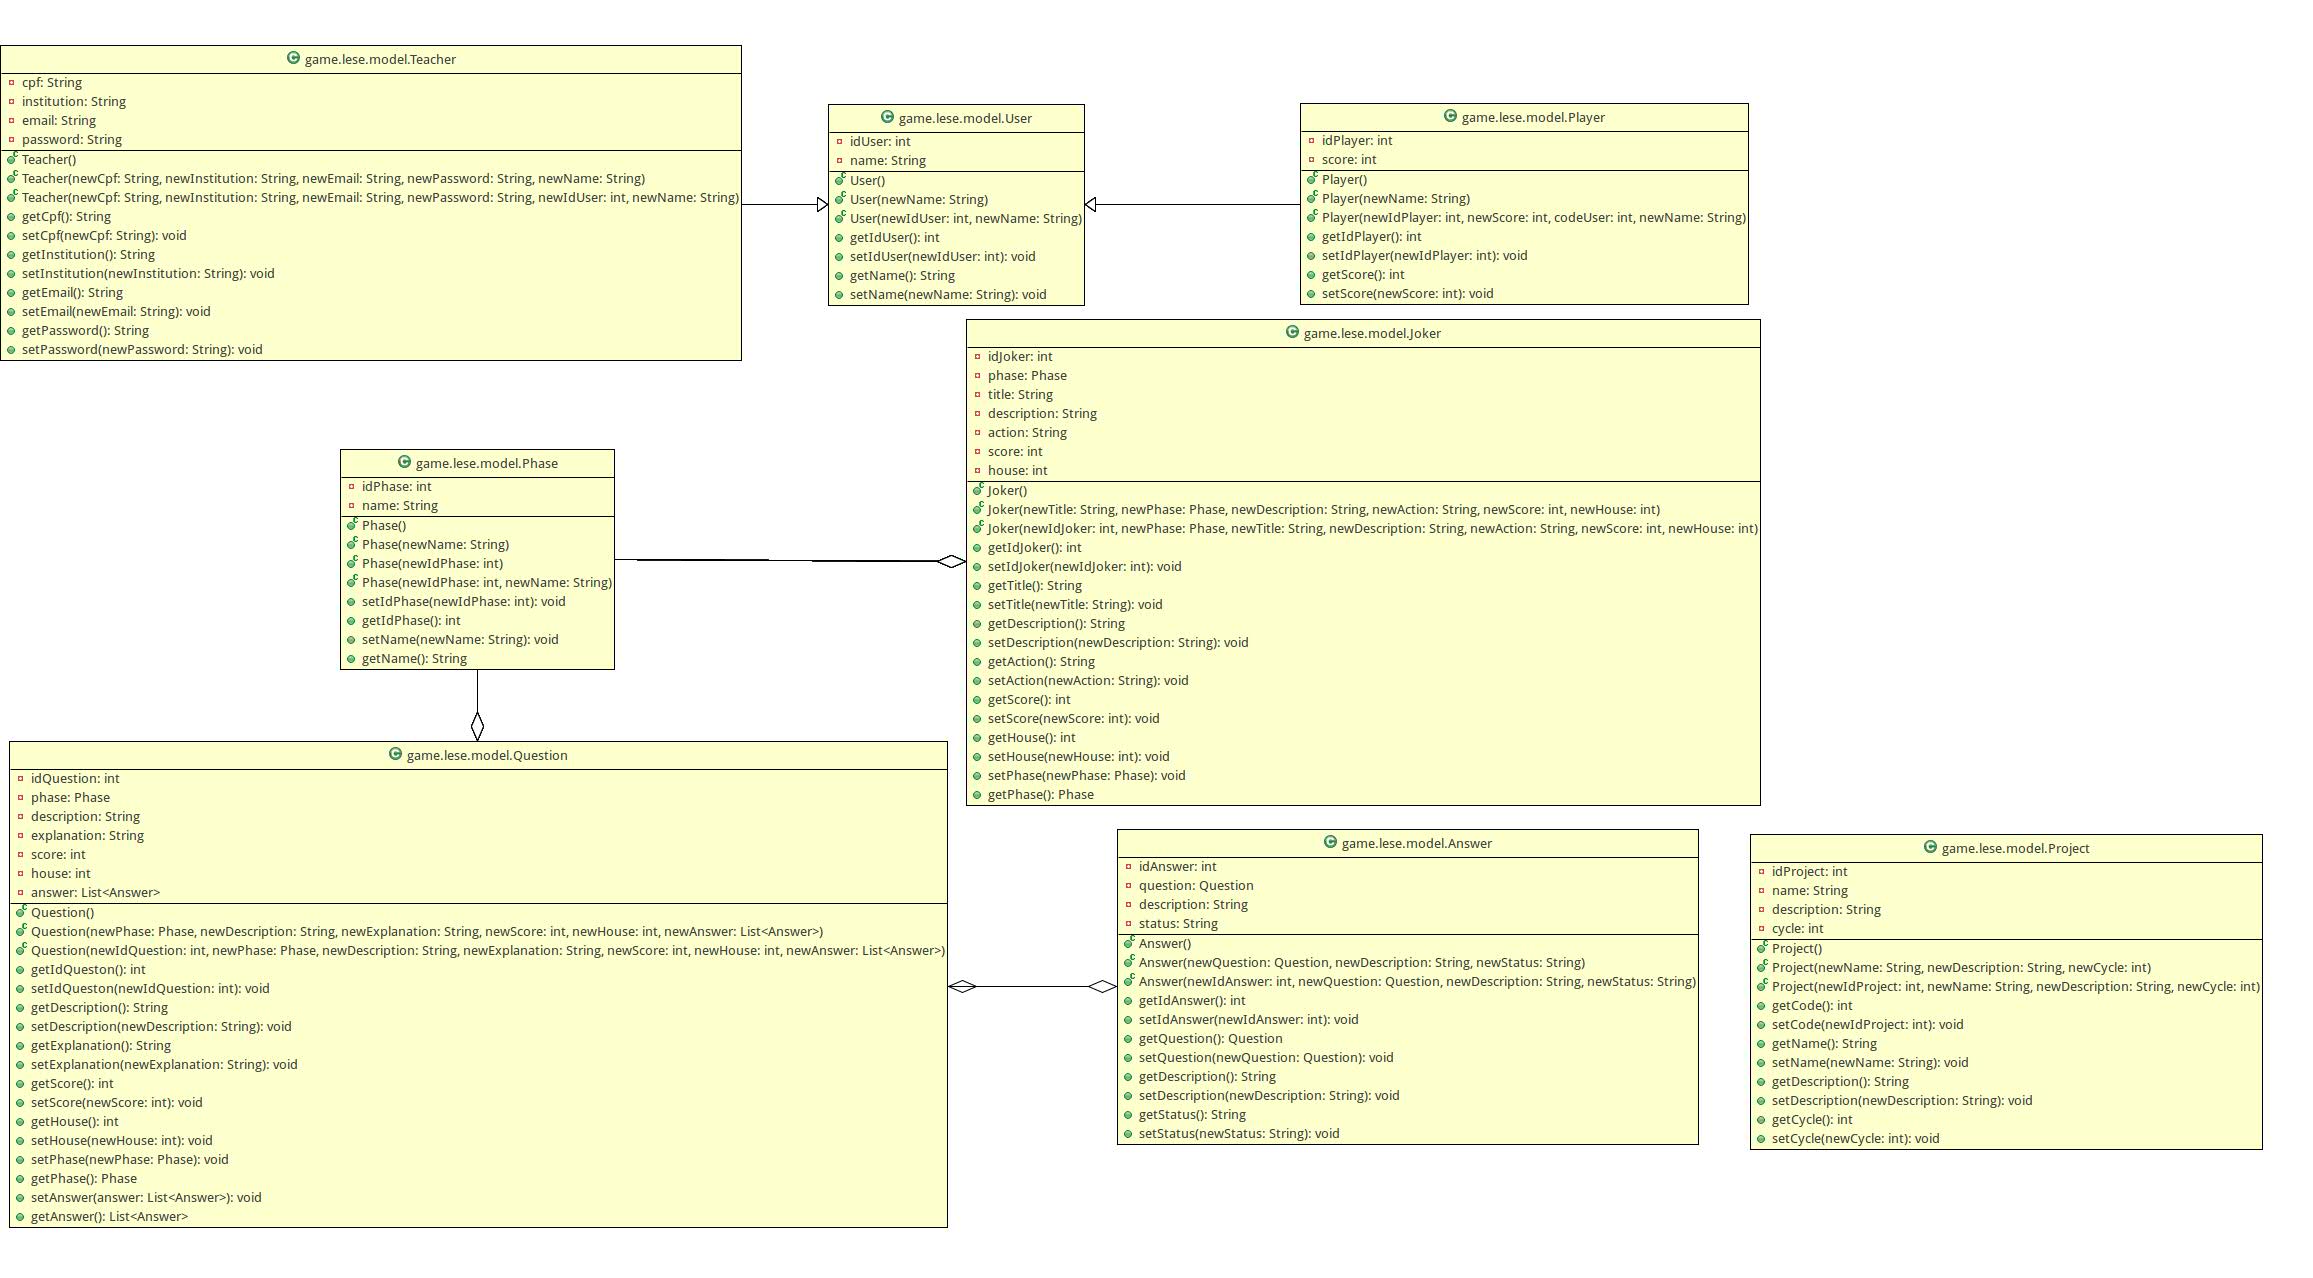 game.lese.model.Teacher
cpf: String
institution: String
email: String
password: String
Teacher()
Teacher(newCpf: String, newInstitution: String, newEmail: String, newPassword: String, newName: String)
Teacher(newCpf: String, newInstitution: String, newEmail: String, newPassword: String, newIdUser: int, newName: String)
getCpf(): String
setCpf(newCpf: String): void
getInstitution(): String
setInstitution(newInstitution: String): void
getEmail(): String
setEmail(newEmail: String): void
getPassword(): String
setPassword(newPassword: String): void
game.lese.model.User
idUser: int
name: String
User()
User(newName: String)
User(newIdUser: int, newName: String)
getIdUser(): int
setIdUser(newIdUser: int): void
getName(): String
setName(newName: String): void
game.lese.model.Player
idPlayer: int
score: int
Player()
Player(newName: String)
Player(newIdPlayer: int, newScore: int, codeUser: int, newName: String)
getIdPlayer(): int
setIdPlayer(newIdPlayer: int): void
getScore(): int
setScore(newScore: int): void
game.lese.model.Joker
idJoker: int
phase: Phase
title: String
description: String
action: String
score: int
house: int
Joker()
Joker(newTitle: String, newPhase: Phase, newDescription: String, newAction: String, newScore: int, newHouse: int)
Joker(newIdJoker: int, newPhase: Phase, newTitle: String, newDescription: String, newAction: String, newScore: int, newHouse: int)
getIdJoker(): int
setIdJoker(newIdJoker: int): void
getTitle(): String
setTitle(newTitle: String): void
getDescription(): String
setDescription(newDescription: String): void
getAction(): String
setAction(newAction: String): void
getScore(): int
setScore(newScore: int): void
getHouse(): int
setHouse(newHouse: int): void
setPhase(newPhase: Phase): void
getPhase(): Phase
game.lese.model.Phase
idPhase: int
name: String
Phase()
Phase(newName: String)
Phase(newIdPhase: int)
Phase(newIdPhase: int, newName: String)
setIdPhase(newIdPhase: int): void
getIdPhase(): int
setName(newName: String): void
getName(): String
game.lese.model.Question
idQuestion: int
phase: Phase
description: String
explanation: String
score: int
house: int
answer: List<Answer>
Question()
Question(newPhase: Phase, newDescription: String, newExplanation: String, newScore: int, newHouse: int, newAnswer: List<Answer>)
Question(newIdQuestion: int, newPhase: Phase, newDescription: String, newExplanation: String, newScore: int, newHouse: int, newAnswer: List<Answer>)
getIdQueston(): int
setIdQueston(newIdQuestion: int): void
getDescription(): String
setDescription(newDescription: String): void
getExplanation(): String
setExplanation(newExplanation: String): void
getScore(): int
setScore(newScore: int): void
getHouse(): int
setHouse(newHouse: int): void
setPhase(newPhase: Phase): void
getPhase(): Phase
setAnswer(answer: List<Answer>): void
getAnswer(): List<Answer>
game.lese.model.Answer
idAnswer: int
question: Question
description: String
status: String
Answer()
Answer(newQuestion: Question, newDescription: String, newStatus: String)
Answer(newIdAnswer: int, newQuestion: Question, newDescription: String, newStatus: String)
getIdAnswer(): int
setIdAnswer(newIdAnswer: int): void
getQuestion(): Question
setQuestion(newQuestion: Question): void
getDescription(): String
setDescription(newDescription: String): void
getStatus(): String
setStatus(newStatus: String): void
game.lese.model.Project
idProject: int
name: String
description: String
cycle: int
Project()
Project(newName: String, newDescription: String, newCycle: int)
Project(newIdProject: int, newName: String, newDescription: String, newCycle: int)
getCode(): int
setCode(newIdProject: int): void
getName(): String
setName(newName: String): void
getDescription(): String
setDescription(newDescription: String): void
getCycle(): int
setCycle(newCycle: int): void